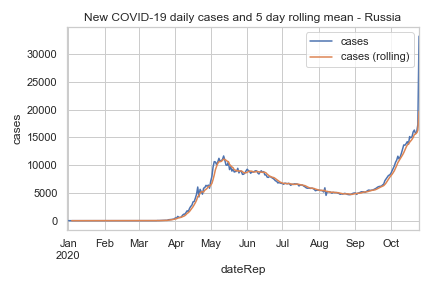 New COVID-19 daily cases and 5 day rolling mean - Russia
cases
cases (rolling)
30000
25000
20000
15000
10000
5000
0
cases
Jan Feb Mar Apr May Jun Jul Aug Sep Oct
2020
dateRep